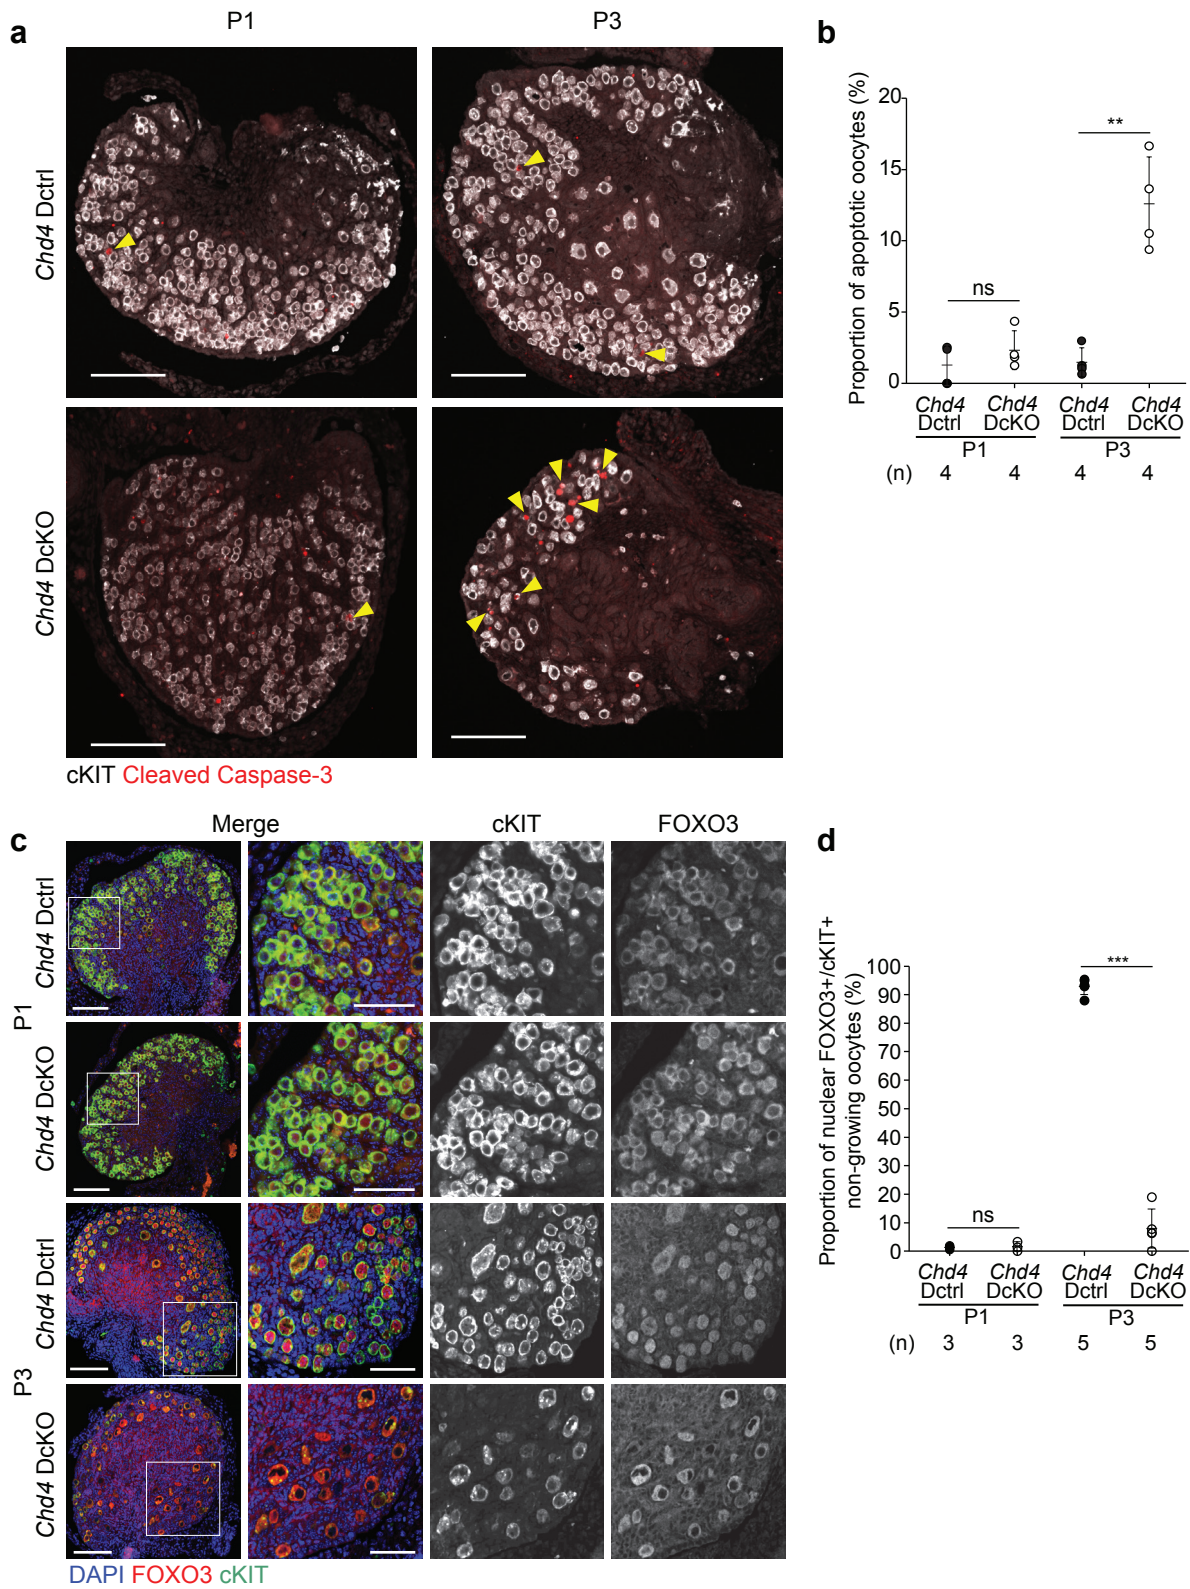 a
P1
P3
Chd4 Dctrl
Chd4 DcKO
cKIT Cleaved Caspase-3
b
Proportion of apoptotic oocytes (%)
20
15
10
5
0
ns
**
Chd4 Chd4 Chd4 Chd4
Dctrl DcKO Dctrl DcKO
P1 P3
(n) 4 4 4 4
c
Merge cKIT FOXO3
P1
Chd4 Dctrl
Chd4 DcKO
P3
Chd4 Dctrl
Chd4 DcKO
DAPI FOXO3 cKIT
d
Proportion of nuclear FOXO3+/cKIT+
non-growing oocytes (%)
100
90
80
70
60
50
40
30
20
10
0
ns
***
Chd4 Chd4 Chd4 Chd4
Dctrl DcKO Dctrl DcKO
P1 P3
(n) 3 3 5 5